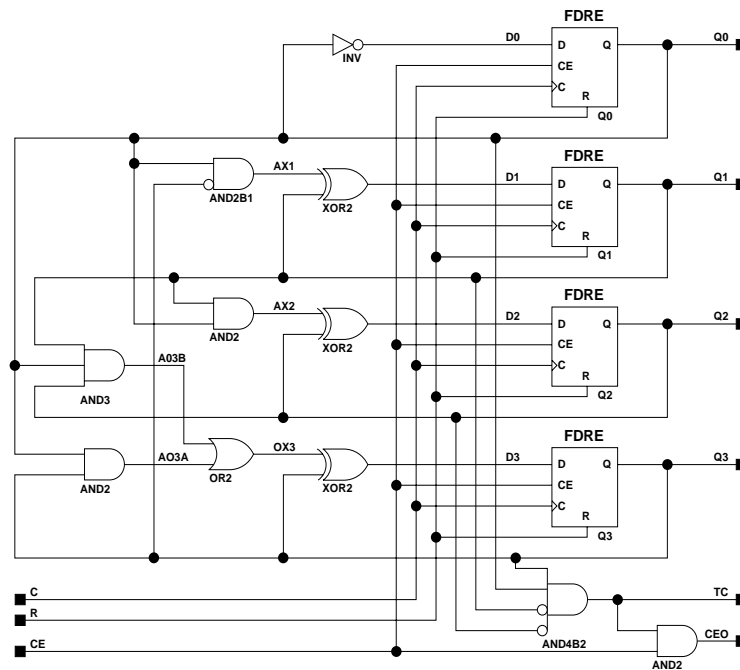 FDRE
D0
D
Q
Q0
INV
CE
C
R
Q0
FDRE
AX1
D1
D
Q
Q1
CE
AND2B1
XOR2
C
R
Q1
FDRE
AX2
D2
D
Q
Q2
CE
AND2
XOR2
C
A03B
R
Q2
AND3
FDRE
AO3A
OX3
D3
D
Q
Q3
AND2
OR2
XOR2
CE
C
R
Q3
C
TC
R
CEO
CE
AND4B2
AND2